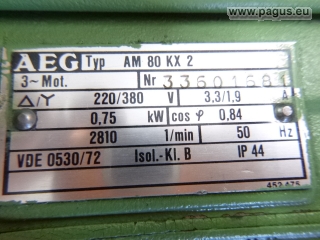 © www.pagus.eu
AEG Typ AM 80 KX 2
3~ Mot. Nr 3360168
Δ/Y 220/380 V 3,3/1,9 A
0,75 kW cos φ 0,84
2810 1/min 50 Hz
VDE 0530/72 Isol.-Kl. B IP 44